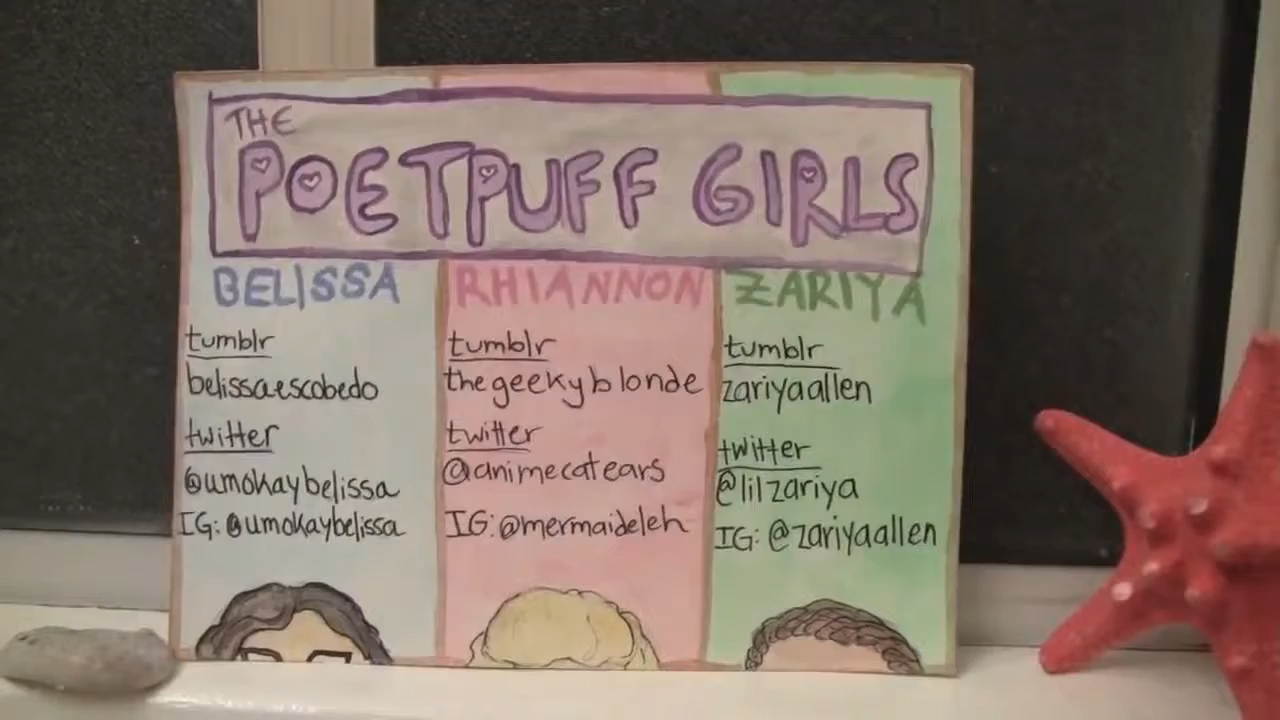 THE
POETPUFF GIRLS
BELISSA
tumblr
belissaescobedo
twitter
@umokaybelissa
IG: @umokaybelissa
RHIANNON
tumblr
thegeekyblonde
twitter
@animecatears
IG: @mermaideleh
ZARIYA
tumblr
zariyaallen
twitter
@lilzariya
IG: @zariyaallen